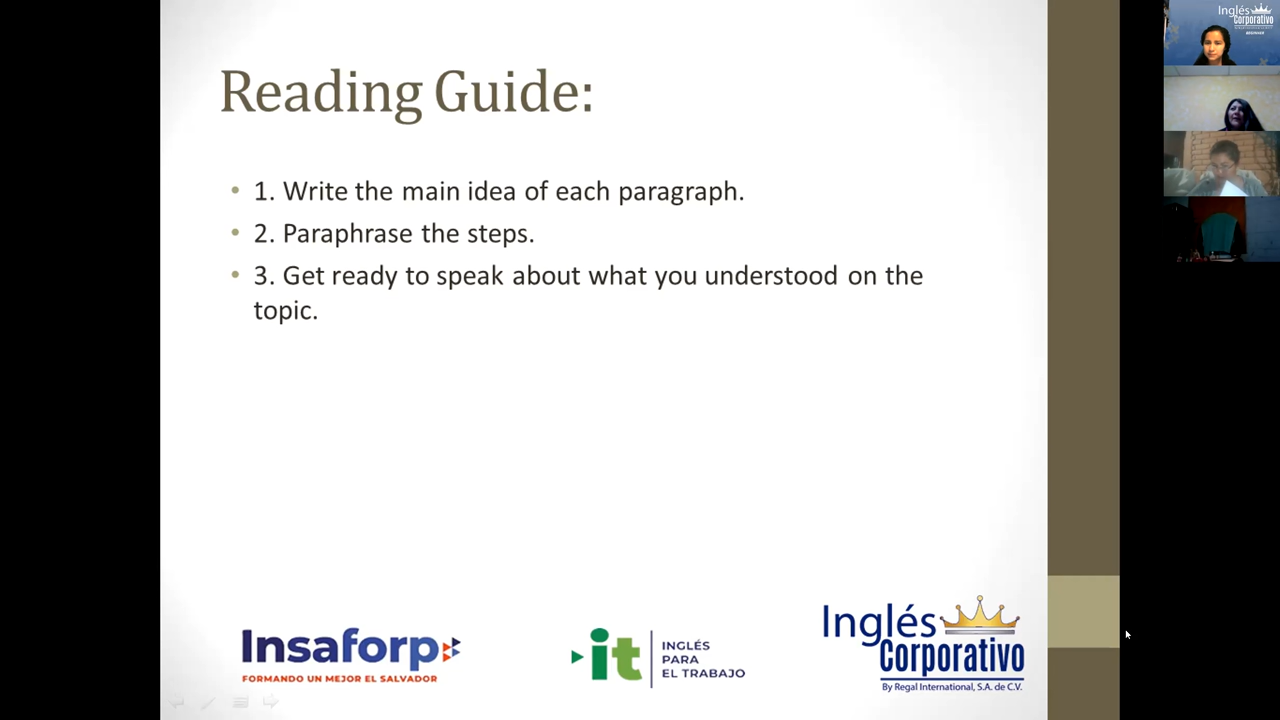 Reading Guide:
• 1. Write the main idea of each paragraph.
• 2. Paraphrase the steps.
• 3. Get ready to speak about what you understood on the
topic.
Insaforp
FORMANDO UN MEJOR EL SALVADOR
it
INGLÉS
PARA
EL TRABAJO
Inglés
Corporativo
By Regal International, S.A. de C.V.
Inglés
Corporativo
BEGINNER